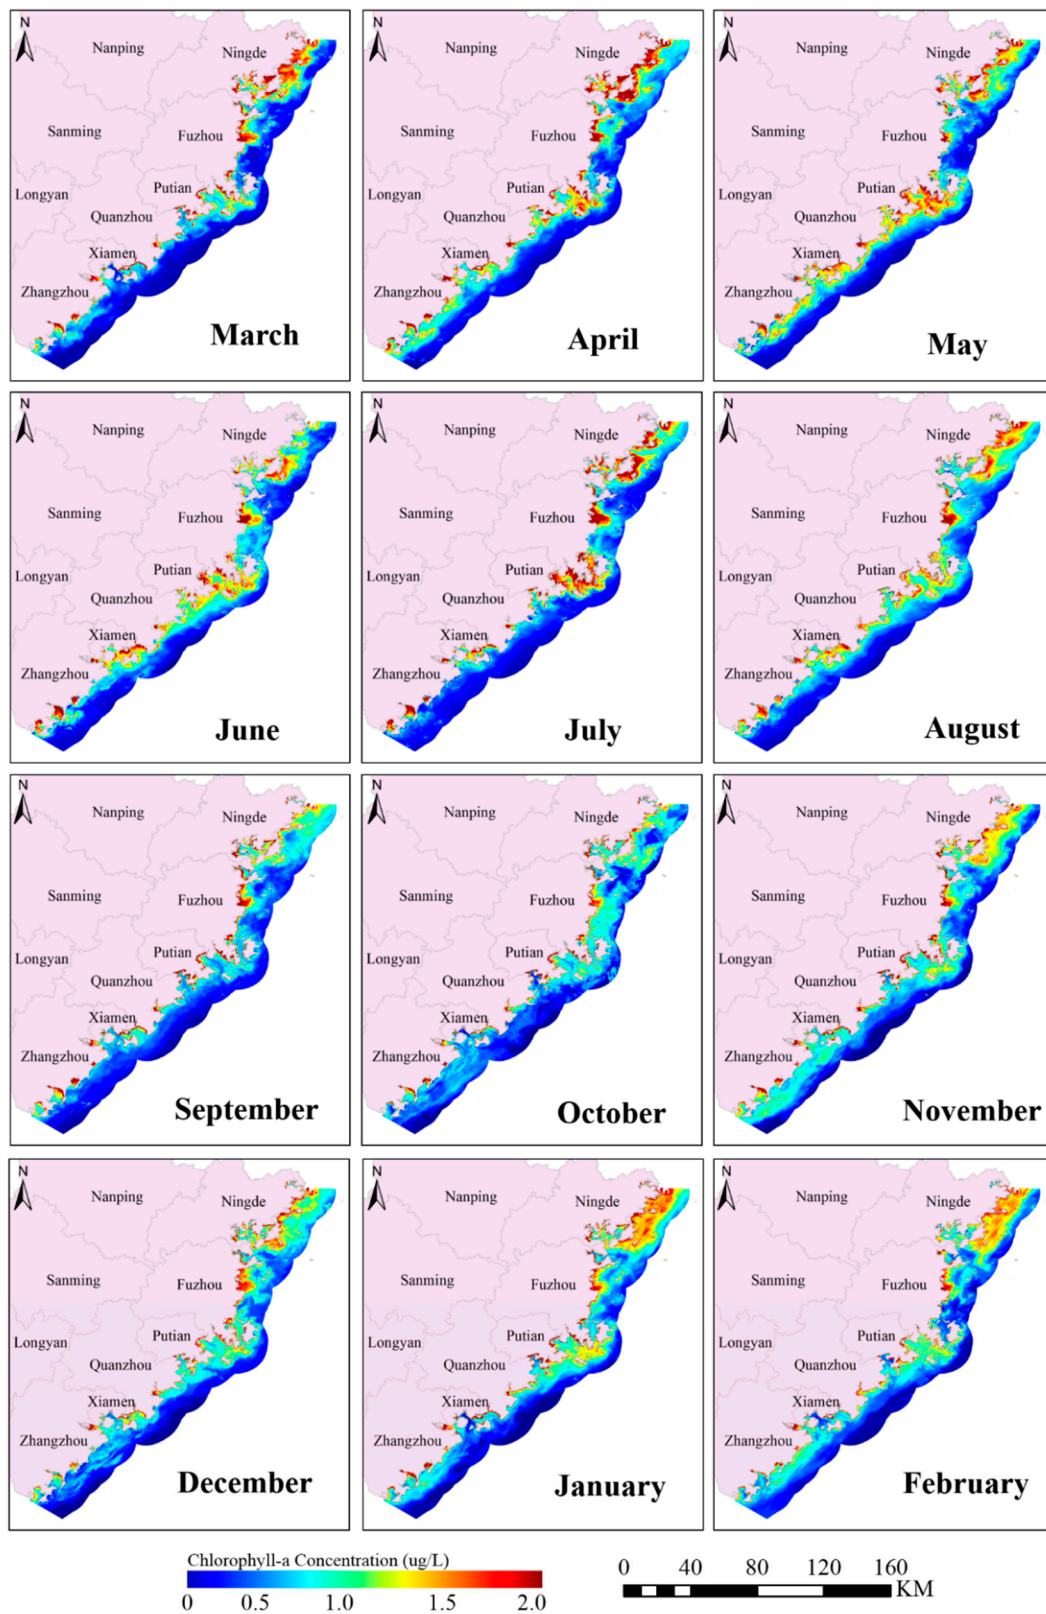 N
Nanping
Ningde
Sanming
Fuzhou
Longyan
Putian
Quanzhou
Xiamen
Zhangzhou
March
N
Nanping
Ningde
Sanming
Fuzhou
Longyan
Putian
Quanzhou
Xiamen
Zhangzhou
April
N
Nanping
Ningde
Sanming
Fuzhou
Longyan
Putian
Quanzhou
Xiamen
Zhangzhou
May
N
Nanping
Ningde
Sanming
Fuzhou
Longyan
Putian
Quanzhou
Xiamen
Zhangzhou
June
N
Nanping
Ningde
Sanming
Fuzhou
Longyan
Putian
Quanzhou
Xiamen
Zhangzhou
July
N
Nanping
Ningde
Sanming
Fuzhou
Longyan
Putian
Quanzhou
Xiamen
Zhangzhou
August
N
Nanping
Ningde
Sanming
Fuzhou
Longyan
Putian
Quanzhou
Xiamen
Zhangzhou
September
N
Nanping
Ningde
Sanming
Fuzhou
Longyan
Putian
Quanzhou
Xiamen
Zhangzhou
October
N
Nanping
Ningde
Sanming
Fuzhou
Longyan
Putian
Quanzhou
Xiamen
Zhangzhou
November
N
Nanping
Ningde
Sanming
Fuzhou
Longyan
Putian
Quanzhou
Xiamen
Zhangzhou
December
N
Nanping
Ningde
Sanming
Fuzhou
Longyan
Putian
Quanzhou
Xiamen
Zhangzhou
January
N
Nanping
Ningde
Sanming
Fuzhou
Longyan
Putian
Quanzhou
Xiamen
Zhangzhou
February
Chlorophyll-a Concentration (ug/L)
0 0.5 1.0 1.5 2.0
0 40 80 120 160
KM